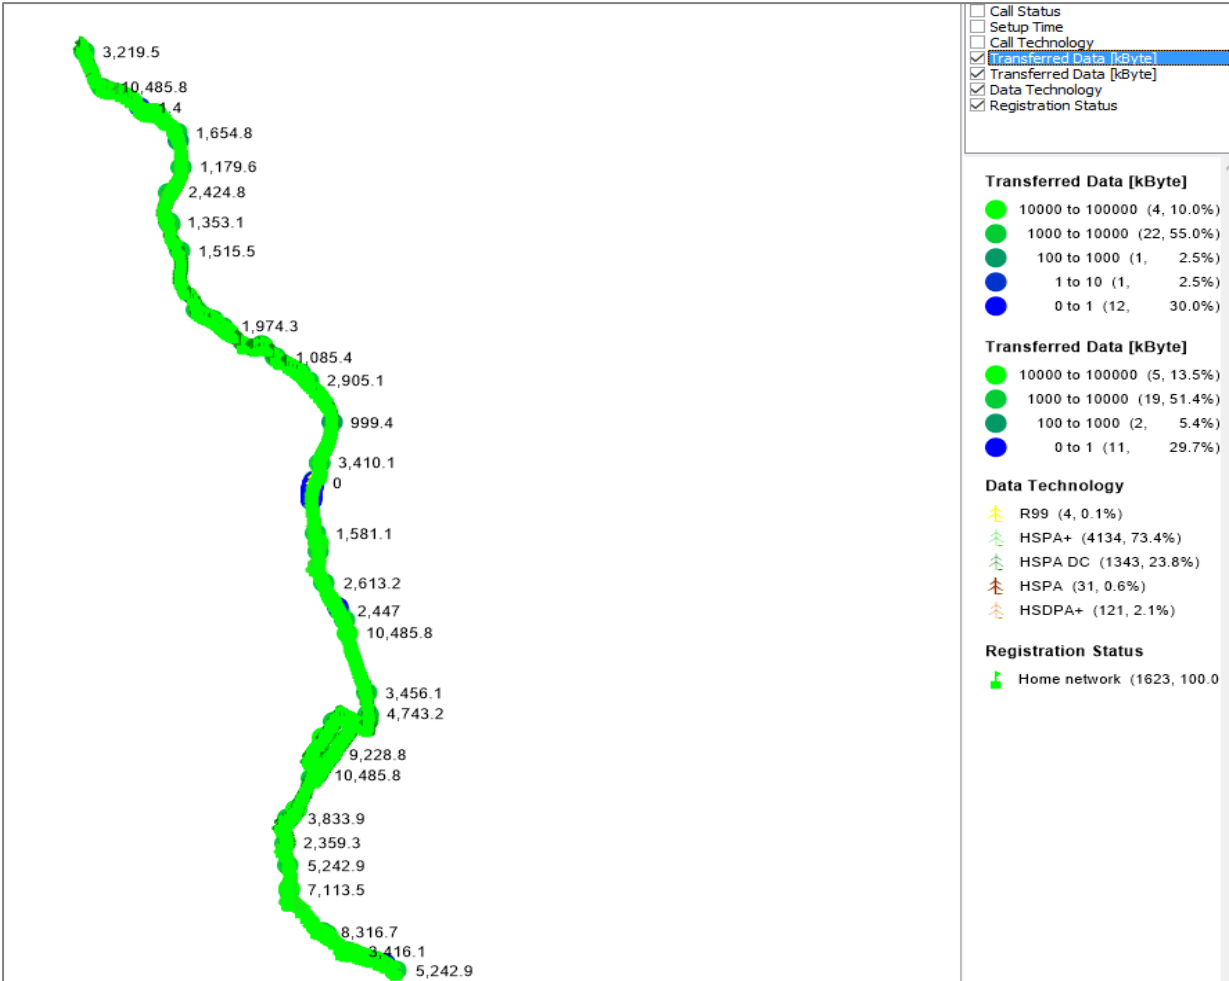 Call Status
Setup Time
Call Technology
Transferred Data [kByte]
Transferred Data [kByte]
Data Technology
Registration Status
3,219.5
10,485.8
1.4
1,654.8
1,179.6
2,424.8
1,353.1
1,515.5
1,974.3
1,085.4
2,905.1
999.4
3,410.1
0
1,581.1
2,613.2
2,447
10,485.8
3,456.1
4,743.2
9,228.8
10,485.8
3,833.9
2,359.3
5,242.9
7,113.5
8,316.7
3,416.1
5,242.9
Transferred Data [kByte]
10000 to 100000 (4, 10.0%)
1000 to 10000 (22, 55.0%)
100 to 1000 (1, 2.5%)
1 to 10 (1, 2.5%)
0 to 1 (12, 30.0%)
Transferred Data [kByte]
10000 to 100000 (5, 13.5%)
1000 to 10000 (19, 51.4%)
100 to 1000 (2, 5.4%)
0 to 1 (11, 29.7%)
Data Technology
R99 (4, 0.1%)
HSPA+ (4134, 73.4%)
HSPA DC (1343, 23.8%)
HSPA (31, 0.6%)
HSDPA+ (121, 2.1%)
Registration Status
Home network (1623, 100.0